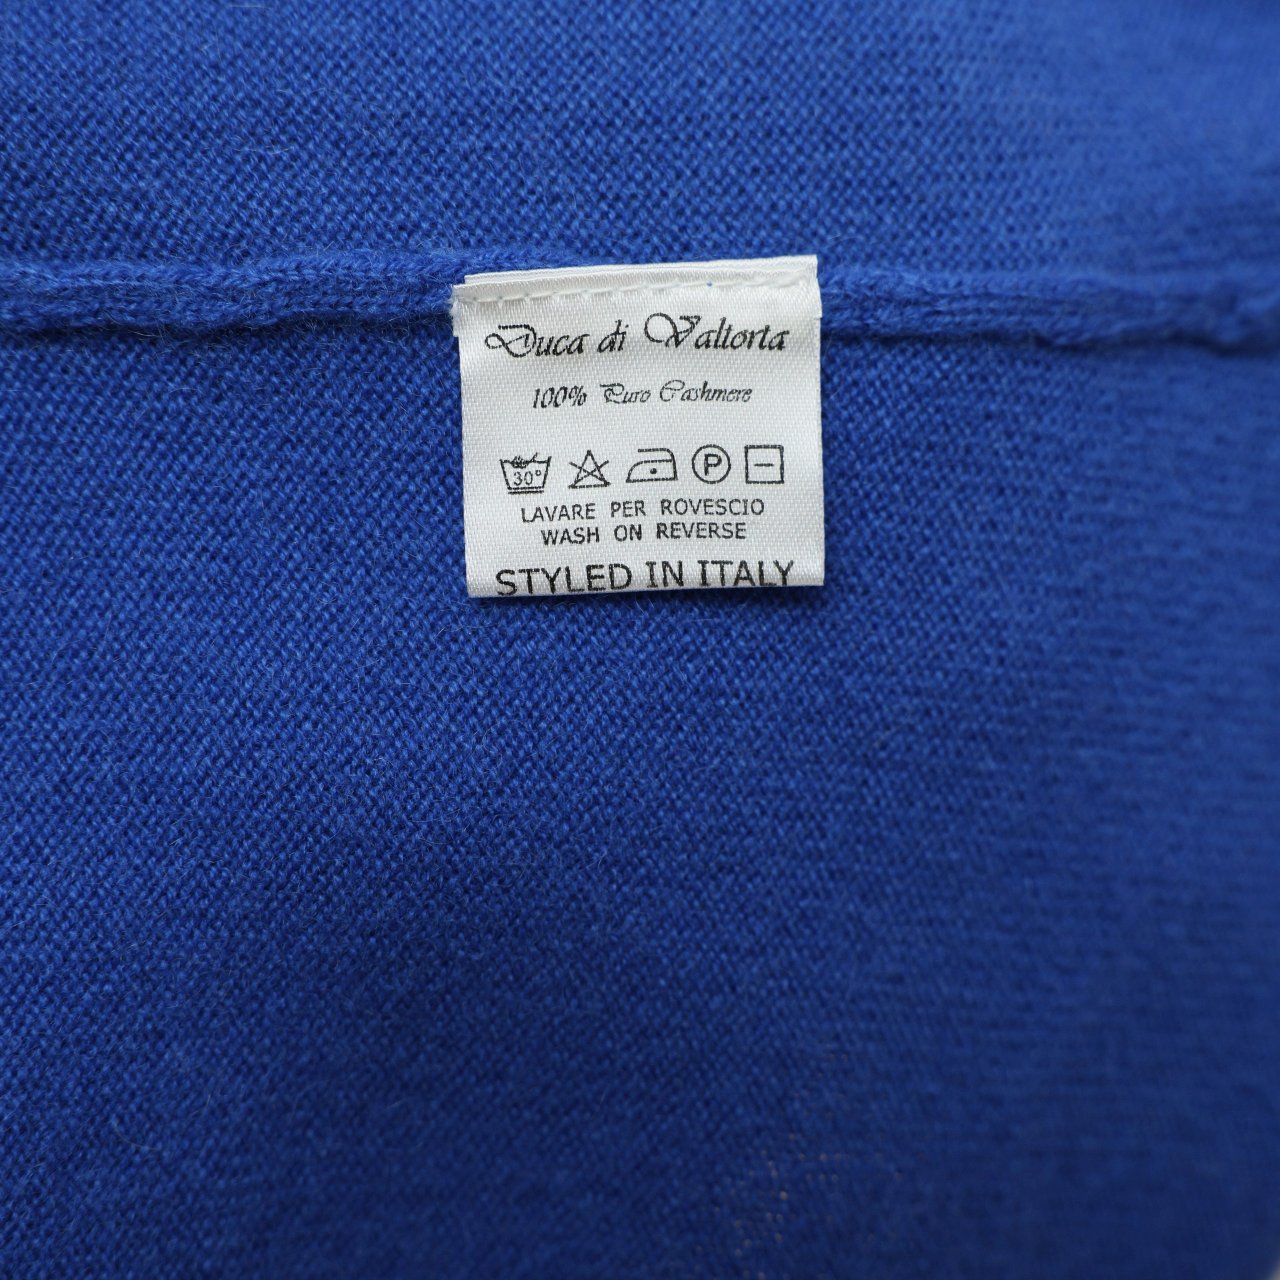 Duca di Valtorta
100% Puro Cashmere
30° P
LAVARE PER ROVESCIO
WASH ON REVERSE
STYLED IN ITALY